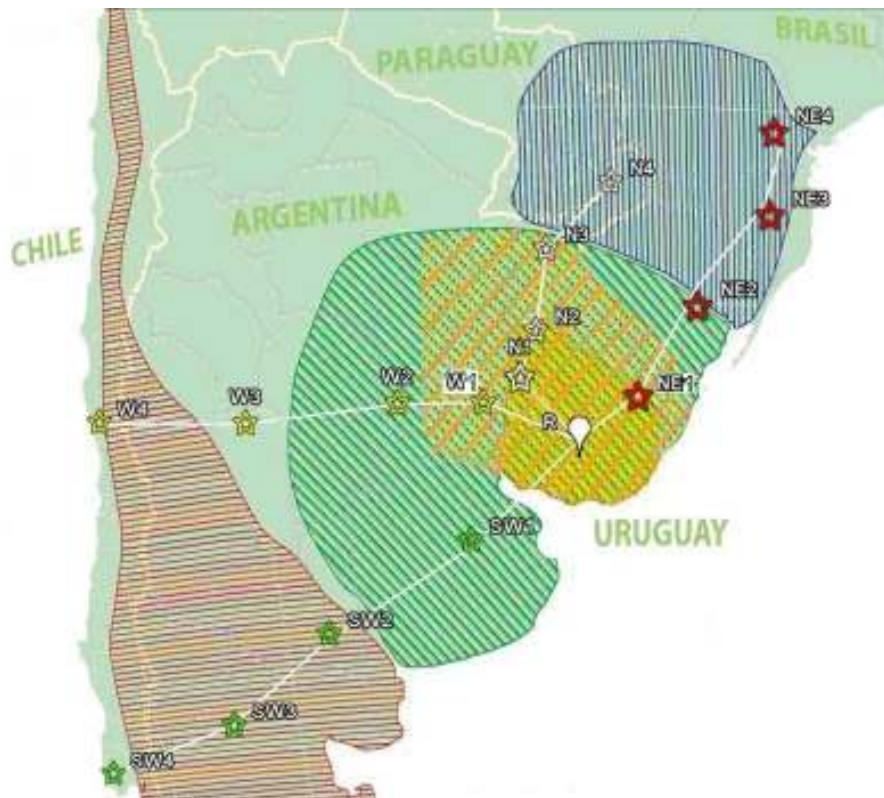 BRASIL
PARAGUAY
NE4
N4
ARGENTINA
NE3
CHILE
N3
NE2
N2
N1
W2
W1
NE1
W4
W3
R
SW1
URUGUAY
SW2
SW3
SW4